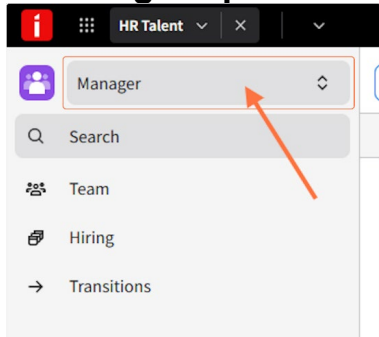 i HR Talent
Manager
Search
Team
Hiring
Transitions